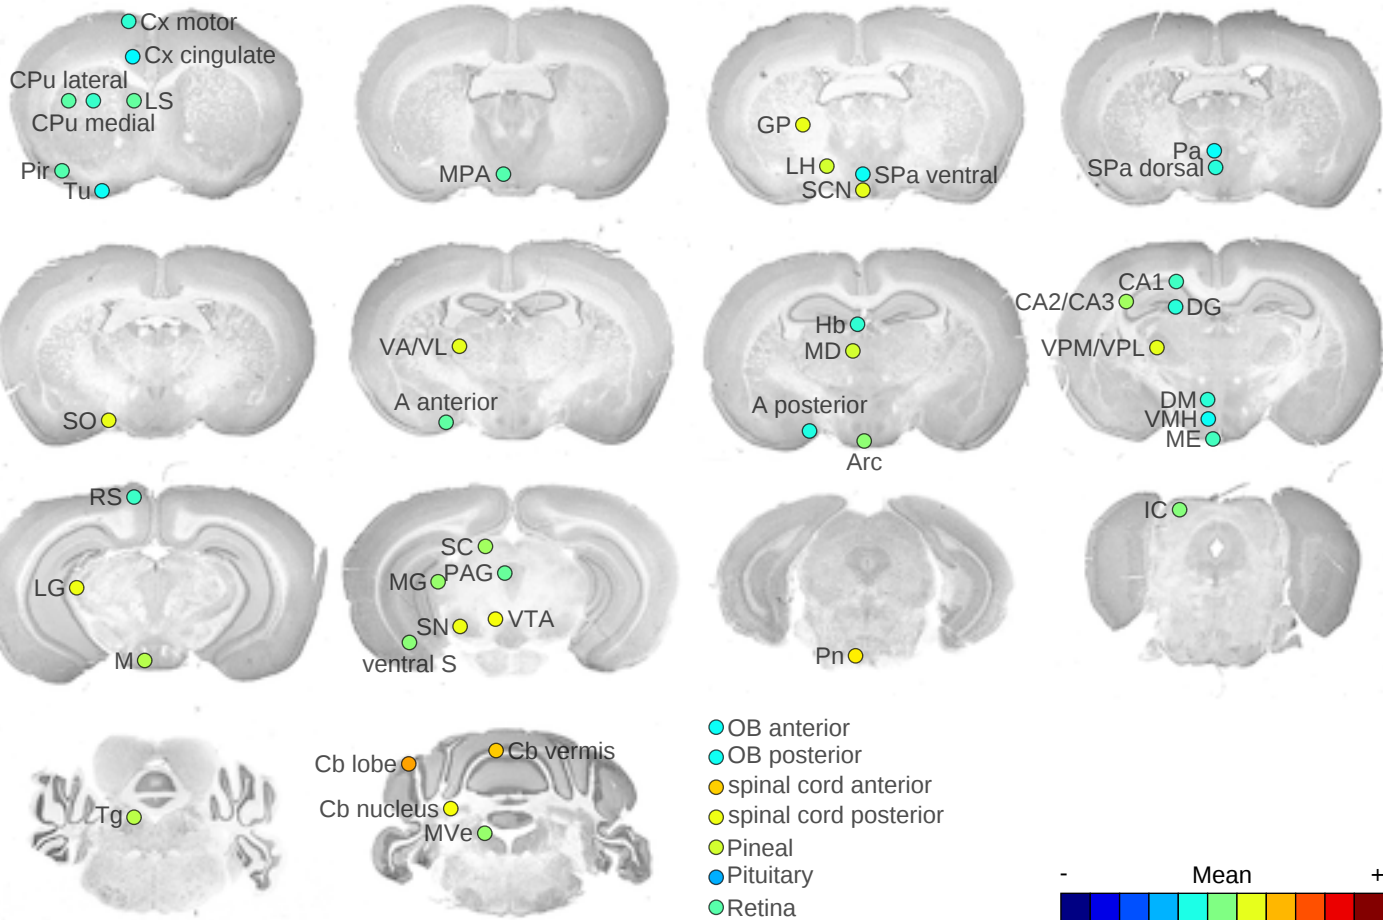 Cx motor
Cx cingulate
CPu lateral
LS
CPu medial
Pir
Tu
MPA
GP
LH
SPa ventral
SCN
Pa
SPa dorsal
SO
VA/VL
A anterior
Hb
MD
A posterior
Arc
CA1
CA2/CA3
DG
VPM/VPL
DM
VMH
ME
RS
LG
M
SC
MG
PAG
SN
VTA
ventral S
Pn
IC
Tg
Cb lobe
Cb vermis
Cb nucleus
MVe
OB anterior
OB posterior
spinal cord anterior
spinal cord posterior
Pineal
Pituitary
Retina
- Mean +